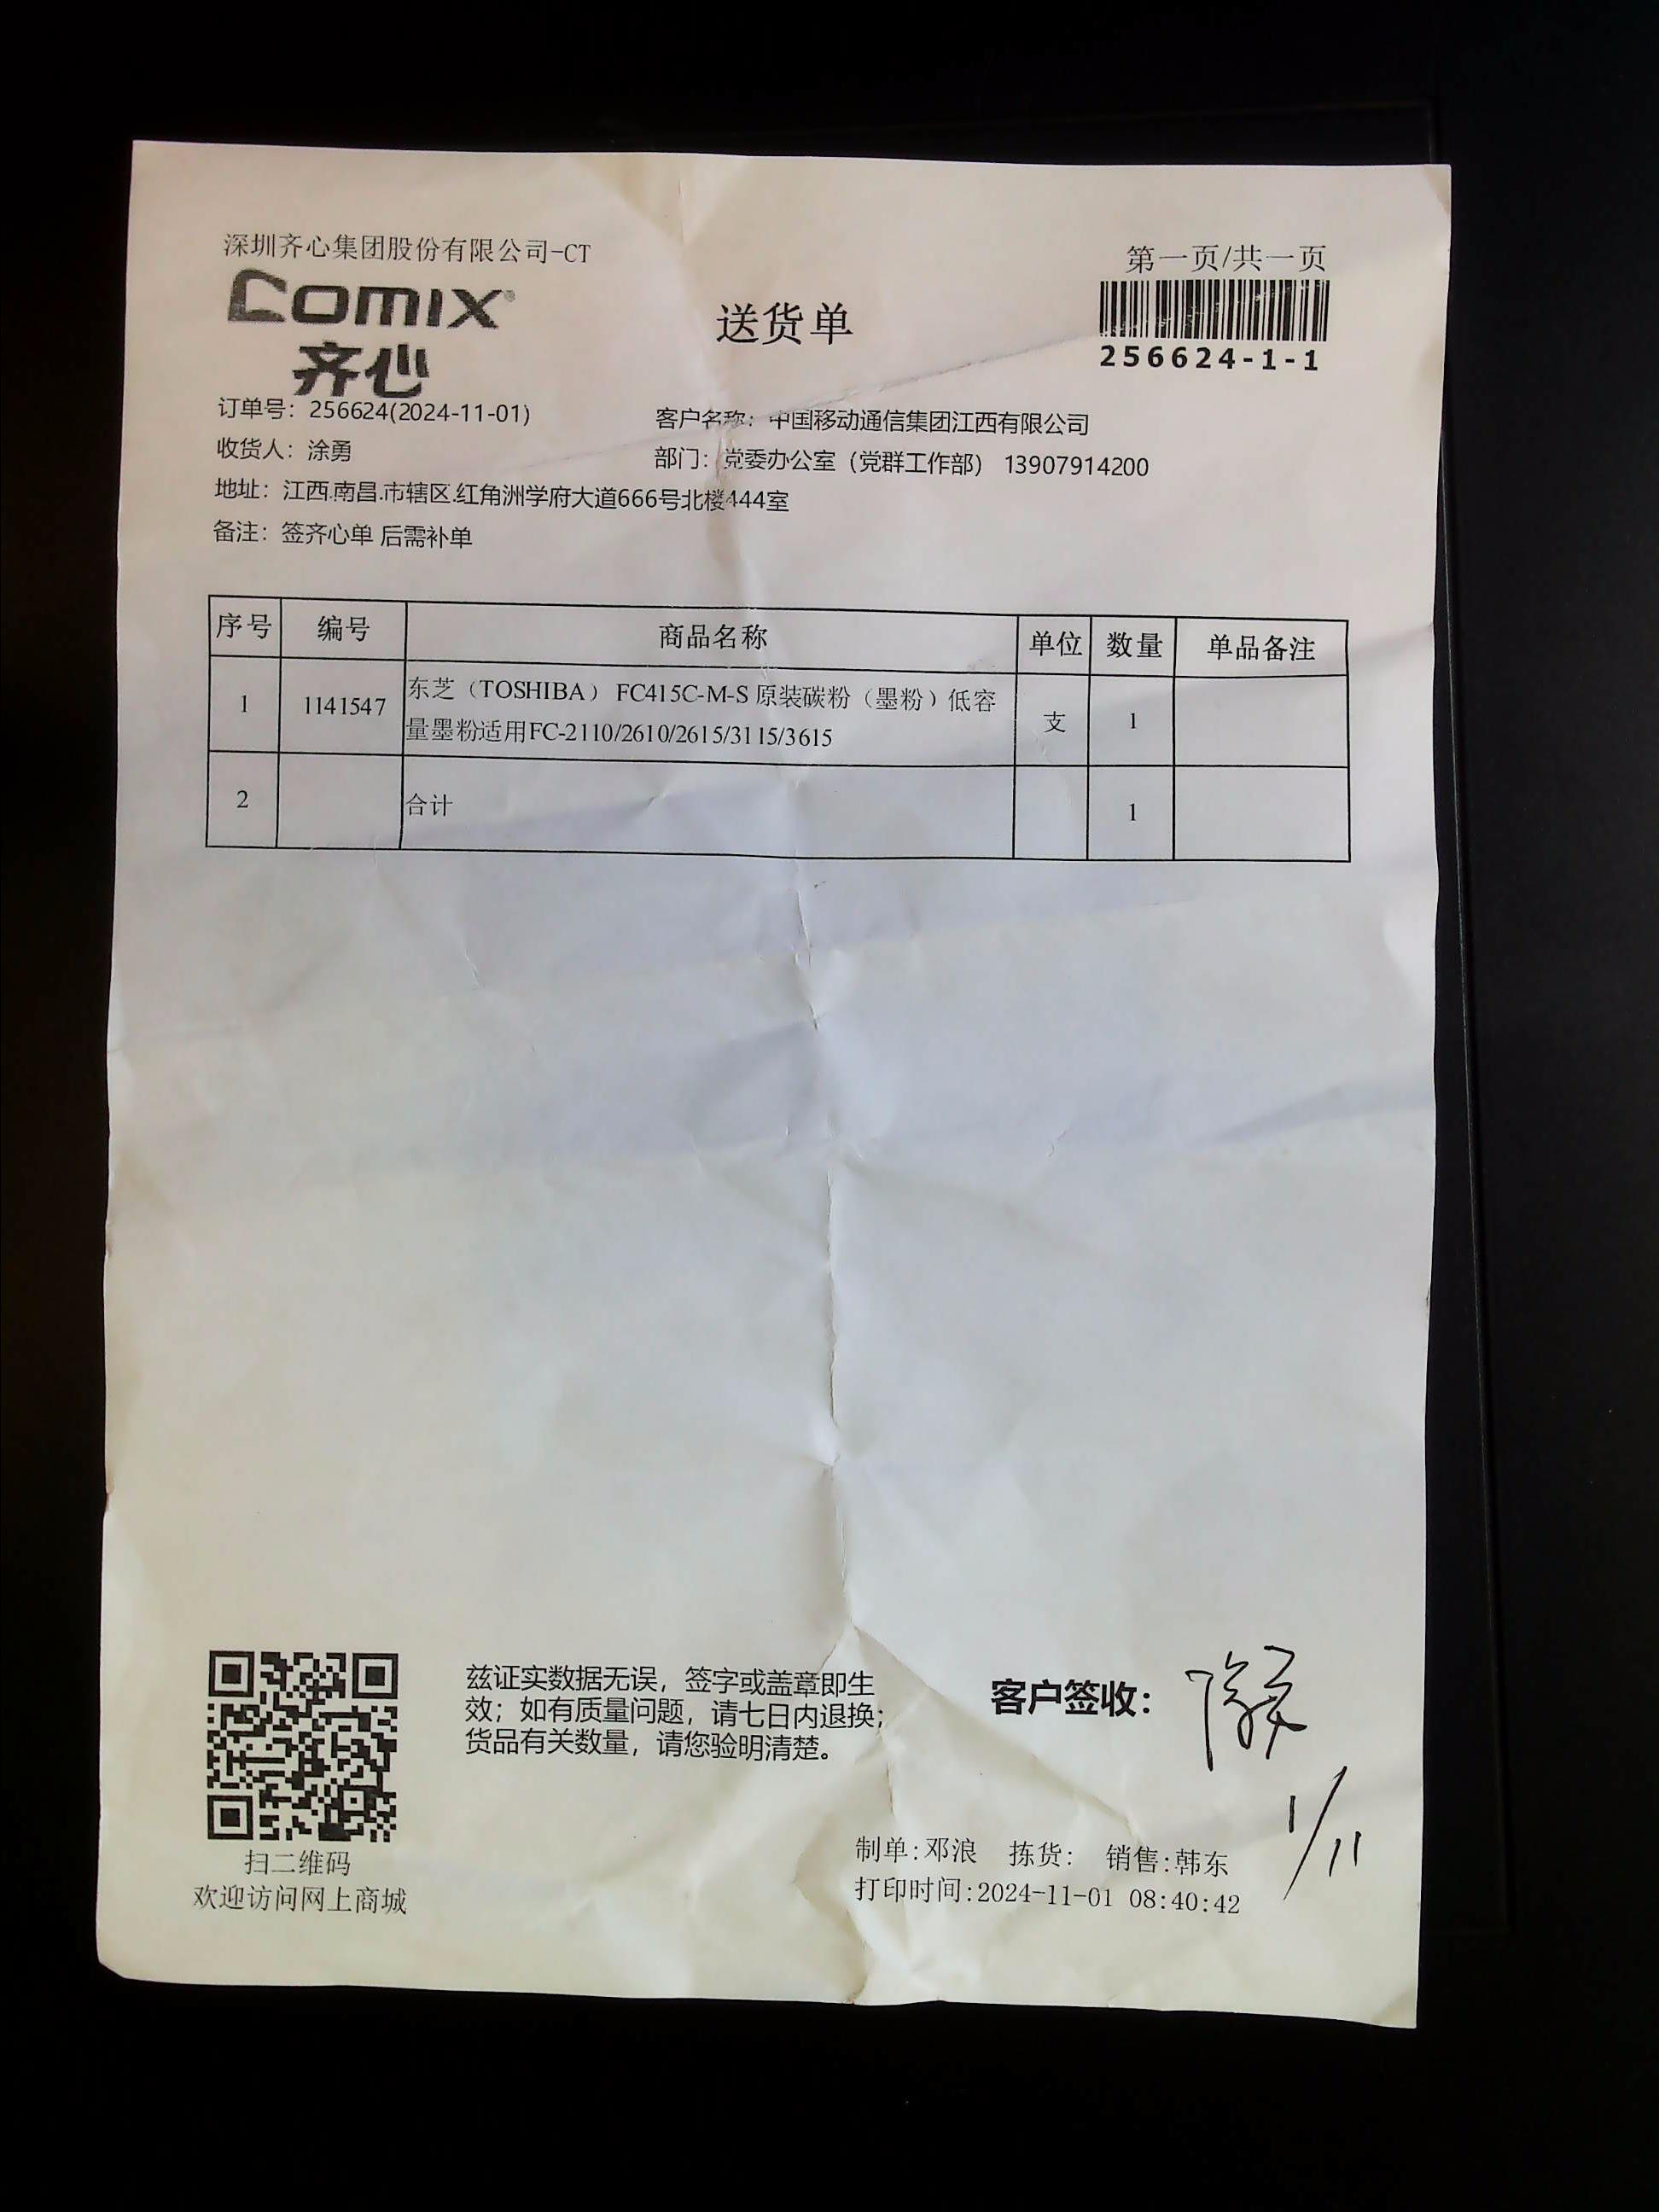 深圳齐心集团股份有限公司-CT
第一页/共一页
COMIX®
齐心
送货单
256624-1-1
订单号：256624(2024-11-01)
客户名称：中国移动通信集团江西有限公司
收货人：涂勇
部门：党委办公室（党群工作部） 13907914200
地址：江西.南昌.市辖区.红角洲学府大道666号北楼444室
备注：签齐心单 后需补单
序号 编号 商品名称 单位 数量 单品备注
1 1141547 东芝（TOSHIBA） FC415C-M-S 原装碳粉（墨粉）低容 支 1
量墨粉适用FC-2110/2610/2615/3115/3615
2 合计 1
兹证实数据无误，签字或盖章即生
效；如有质量问题，请七日内退换；
货品有关数量，请您验明清楚。
客户签收：
1/11
扫二维码
欢迎访问网上商城
制单:邓浪 拣货: 销售:韩东
打印时间:2024-11-01 08:40:42